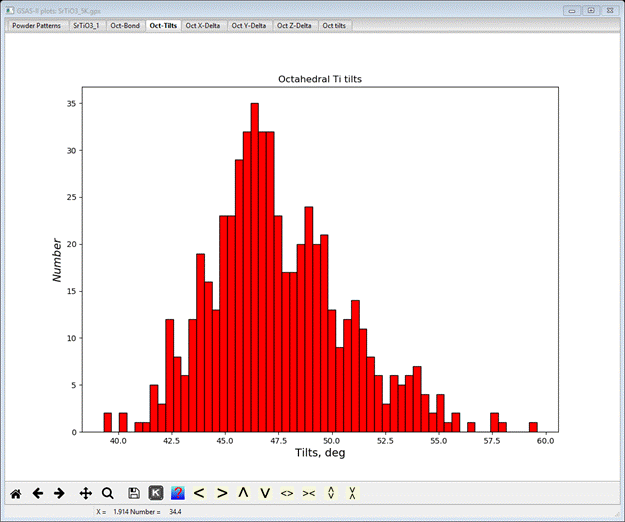 GSAS-II plots: SrTiO3_5K.gpx
Powder Patterns SrTiO3_1 Oct-Bond Oct-Tilts Oct X-Delta Oct Y-Delta Oct Z-Delta Oct tilts
Octahedral Ti tilts
35
30
25
20
15
10
5
0
Number
40.0 42.5 45.0 47.5 50.0 52.5 55.0 57.5 60.0
Tilts, deg
K ?
X = 1.914 Number = 34.4